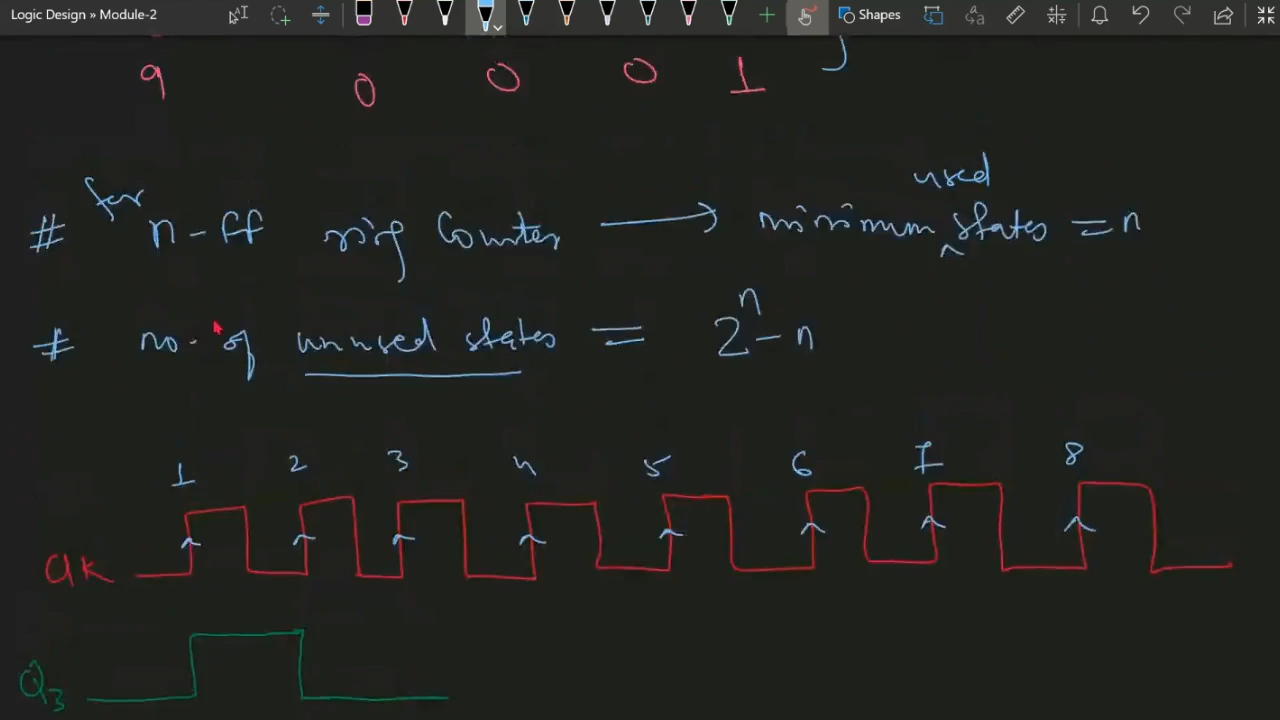 Logic Design » Module-2
Shapes
9 0 0 0 1
# for n-ff ring Counter → minimum used states = n
# no. of unused states = 2^n - n
1 2 3 4 5 6 7 8
Clk
Q3